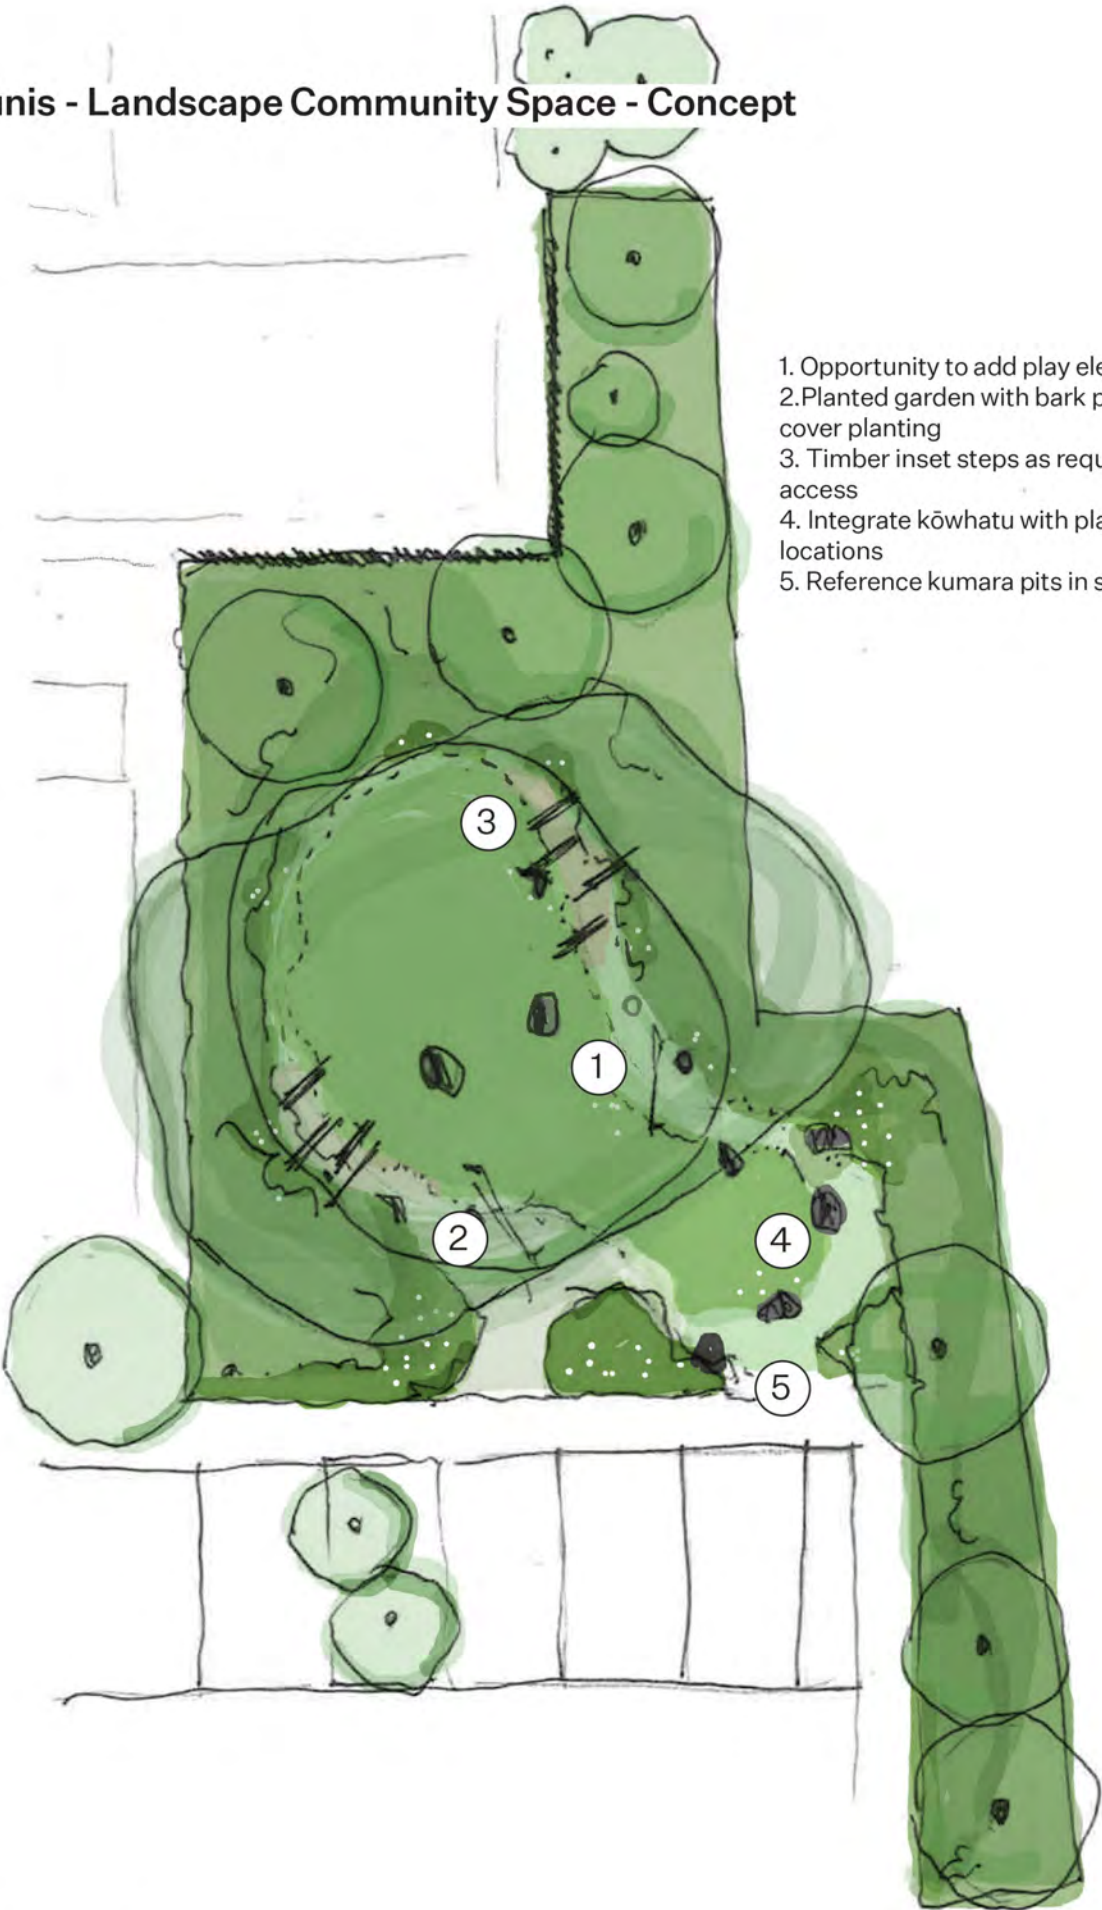 unis - Landscape Community Space - Concept
1. Opportunity to add play ele
2.Planted garden with bark p
cover planting
3. Timber inset steps as requ
access
4. Integrate kōwhatu with pla
locations
5. Reference kumara pits in s
3
1
2
4
5